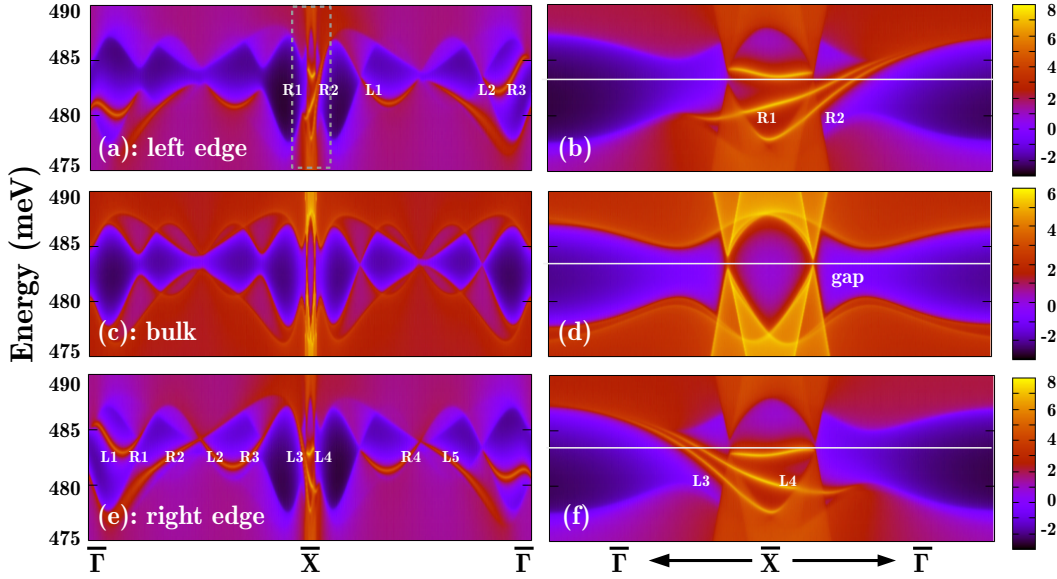 490
485
480
475
R1
R2
L1
L2
R3
(a): left edge
R1
R2
(b)
8
6
4
2
0
-2
Energy (meV)
490
485
480
475
(c): bulk
gap
(d)
6
4
2
0
-2
490
485
480
475
L1
R1
R2
L2
R3
L3
L4
R4
L5
(e): right edge
L3
L4
(f)
8
6
4
2
0
-2
Γ̅
X̅
Γ̅
Γ̅
X̅
Γ̅